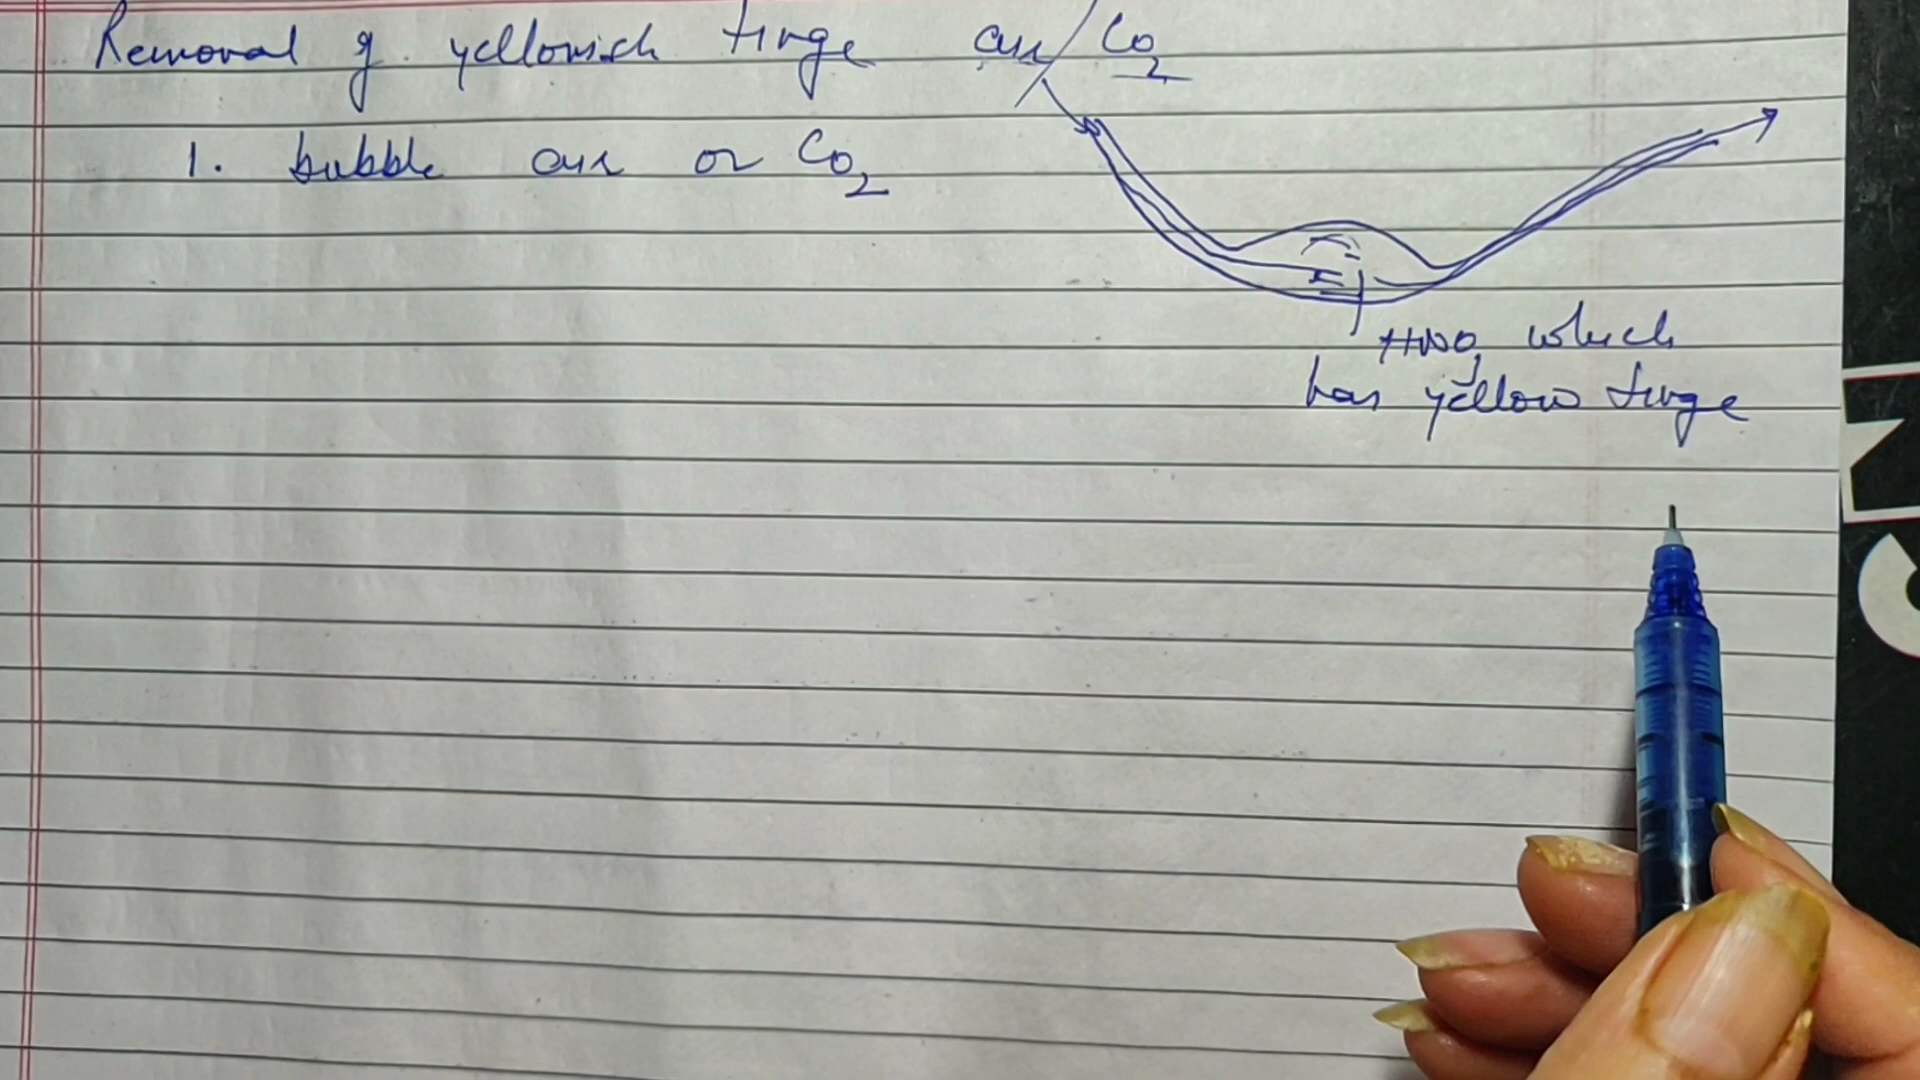 Removal of yellowish tinge air/CO2
1. bubble air or CO2
HNO3 which
has yellow tinge